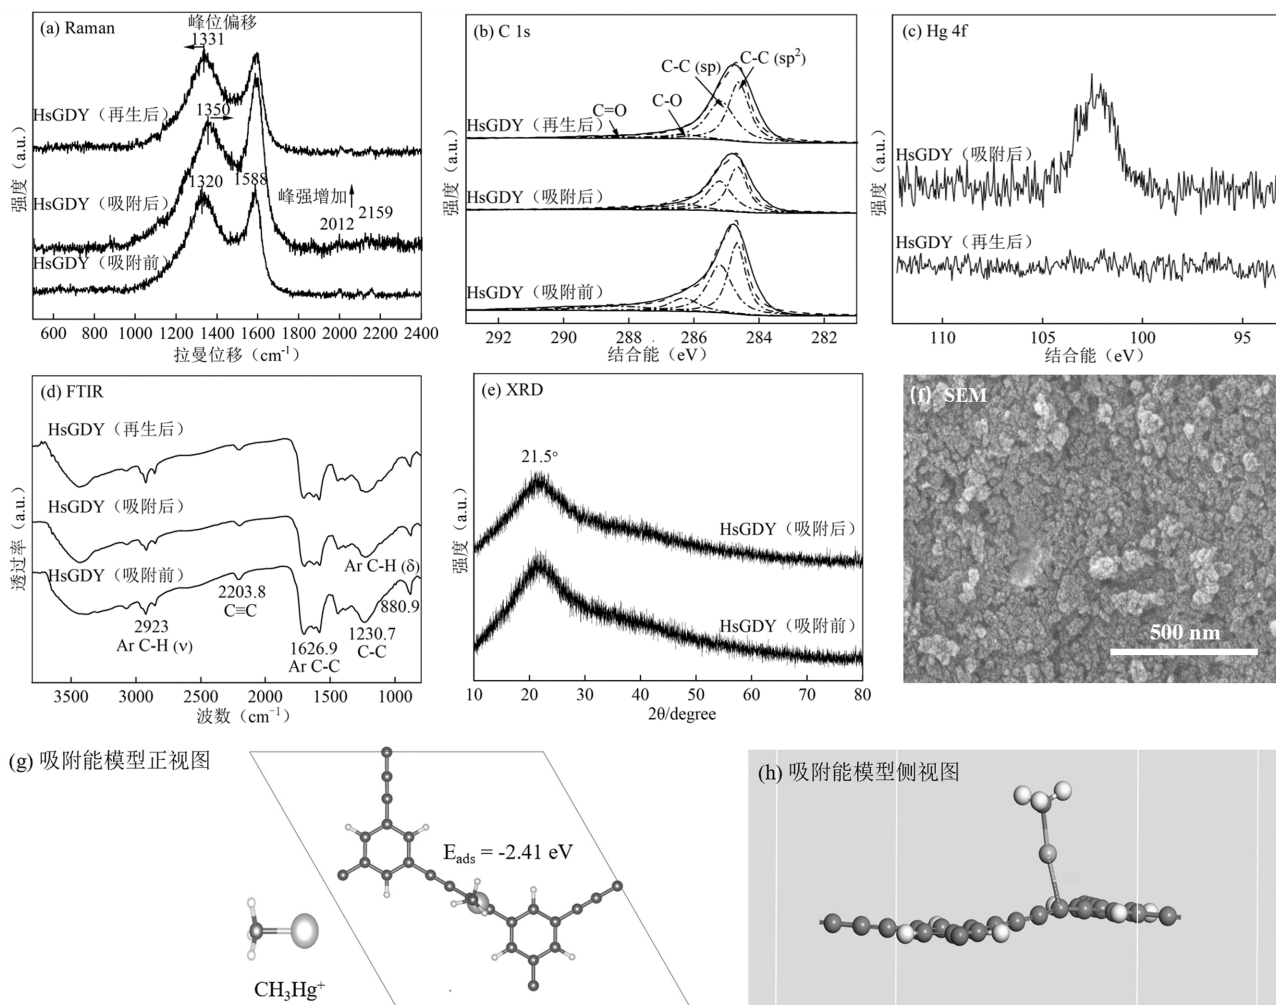 (a) Raman
峰位偏移
1331
HsGDY（再生后）
1350
HsGDY（吸附后）
1320
1588
峰强增加
2012
2159
HsGDY（吸附前）
强度（a.u.）
600 800 1000 1200 1400 1600 1800 2000 2200 2400
拉曼位移（cm⁻¹）
(b) C 1s
C-C (sp)
C-C (sp²)
C=O
C-O
HsGDY（再生后）
HsGDY（吸附后）
HsGDY（吸附前）
强度（a.u.）
292 290 288 286 284 282
结合能（eV）
(c) Hg 4f
HsGDY（吸附后）
HsGDY（再生后）
强度（a.u.）
110 105 100 95
结合能（eV）
(d) FTIR
HsGDY（再生后）
HsGDY（吸附后）
HsGDY（吸附前）
Ar C-H (δ)
2203.8
C≡C
880.9
2923
Ar C-H (ν)
1230.7
C-C
1626.9
Ar C-C
透过率（a.u.）
3500 3000 2500 2000 1500 1000
波数（cm⁻¹）
(e) XRD
21.5°
HsGDY（吸附后）
HsGDY（吸附前）
强度（a.u.）
10 20 30 40 50 60 70 80
2θ/degree
(f) SEM
500 nm
(g) 吸附能模型正视图
E_ads = -2.41 eV
CH₃Hg⁺
(h) 吸附能模型侧视图